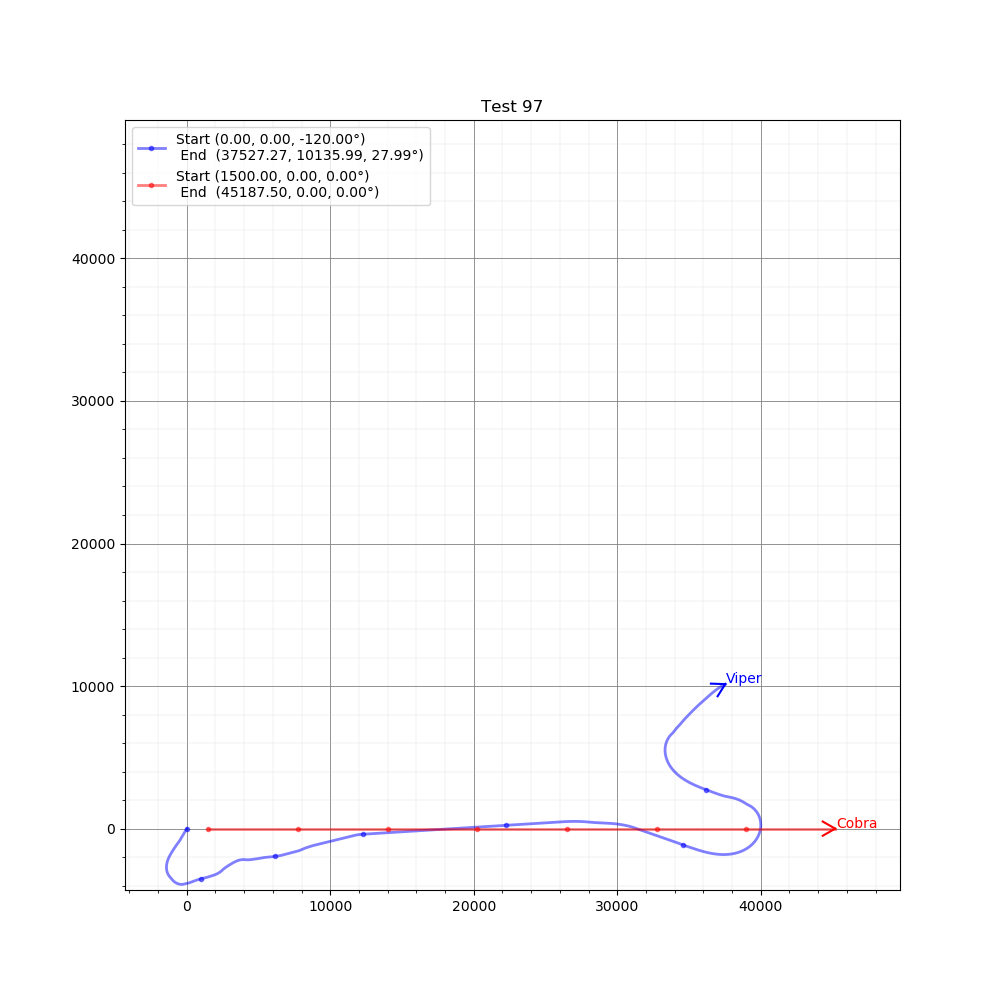 Test 97
Start (0.00, 0.00, -120.00°)
End (37527.27, 10135.99, 27.99°)
Start (1500.00, 0.00, 0.00°)
End (45187.50, 0.00, 0.00°)
40000
30000
20000
10000
0
Viper
Cobra
0
10000
20000
30000
40000